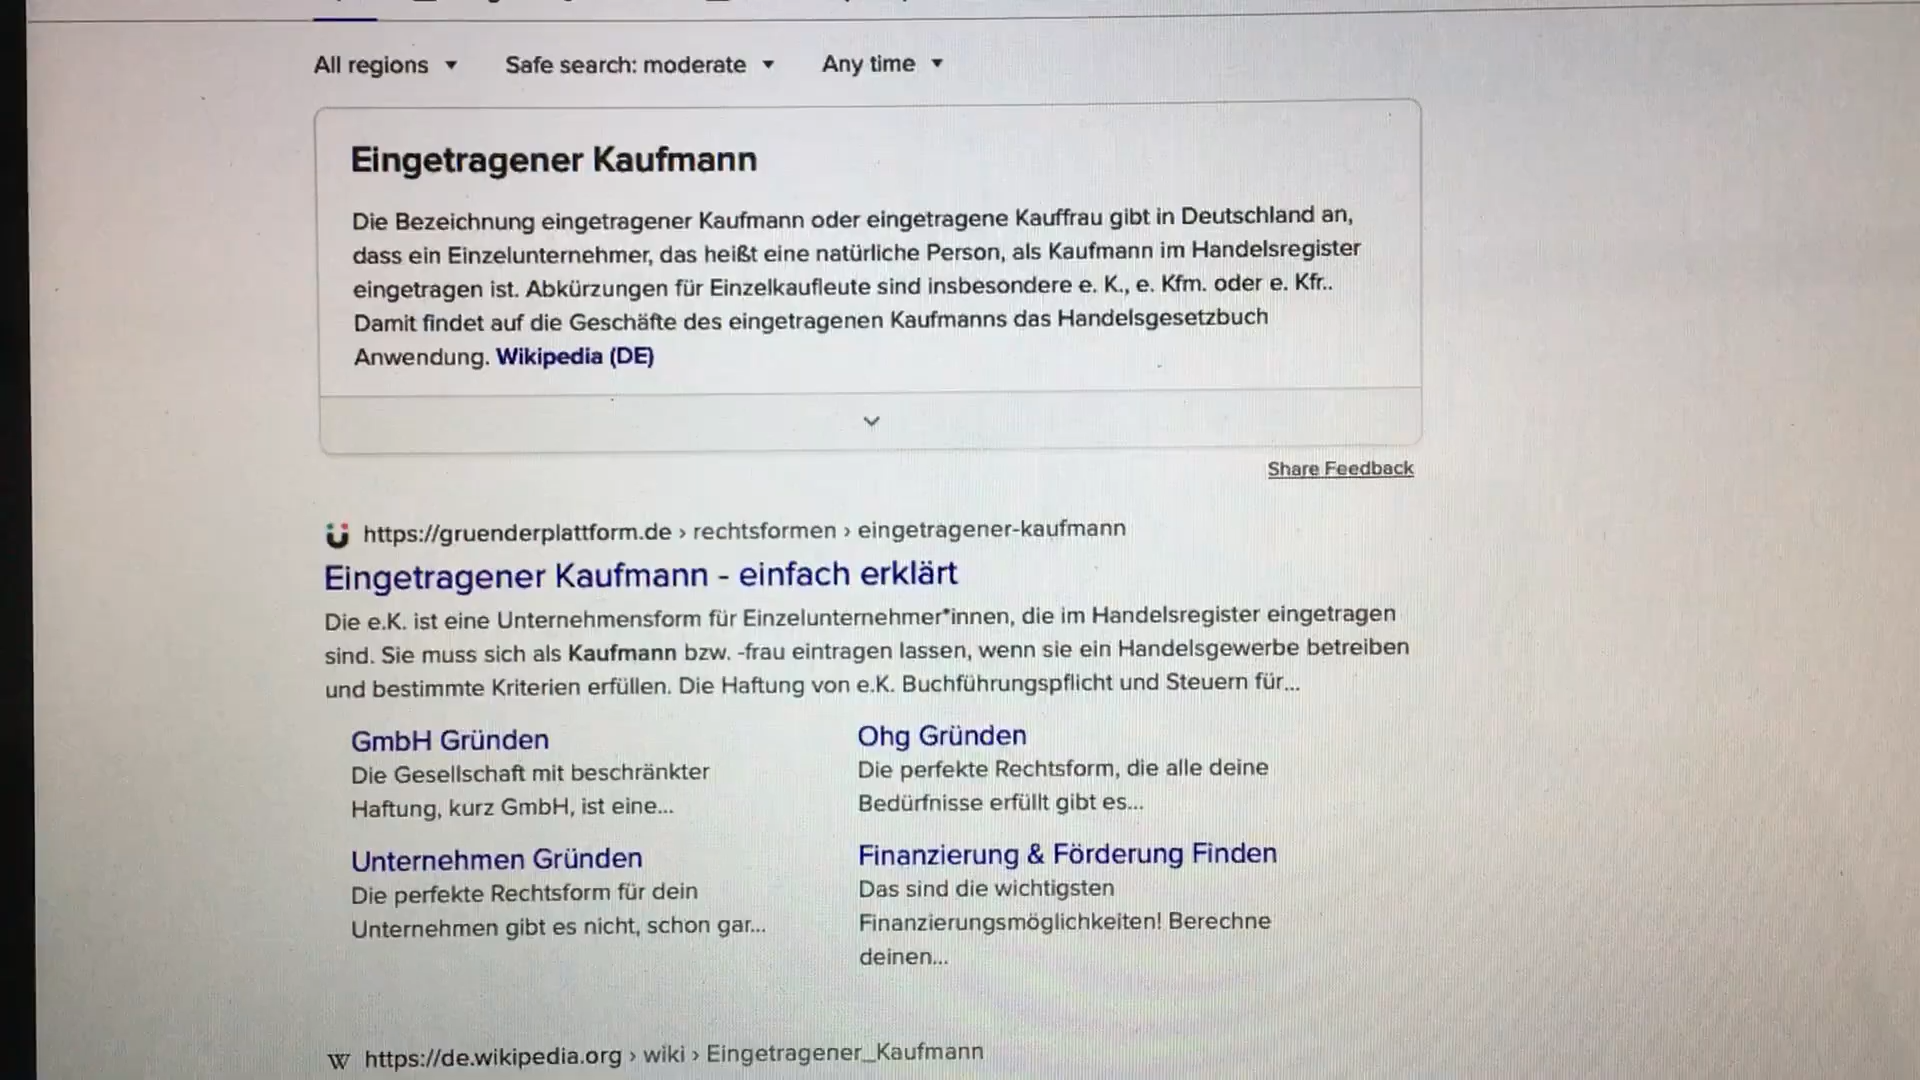 All regions
Safe search: moderate
Any time
Eingetragener Kaufmann
Die Bezeichnung eingetragener Kaufmann oder eingetragene Kauffrau gibt in Deutschland an,
dass ein Einzelunternehmer, das heißt eine natürliche Person, als Kaufmann im Handelsregister
eingetragen ist. Abkürzungen für Einzelkaufleute sind insbesondere e. K., e. Kfm. oder e. Kfr..
Damit findet auf die Geschäfte des eingetragenen Kaufmanns das Handelsgesetzbuch
Anwendung. Wikipedia (DE)
Share Feedback
https://gruenderplattform.de › rechtsformen › eingetragener-kaufmann
Eingetragener Kaufmann - einfach erklärt
Die e.K. ist eine Unternehmensform für Einzelunternehmer*innen, die im Handelsregister eingetragen
sind. Sie muss sich als Kaufmann bzw. -frau eintragen lassen, wenn sie ein Handelsgewerbe betreiben
und bestimmte Kriterien erfüllen. Die Haftung von e.K. Buchführungspflicht und Steuern für...
GmbH Gründen
Die Gesellschaft mit beschränkter
Haftung, kurz GmbH, ist eine...
Ohg Gründen
Die perfekte Rechtsform, die alle deine
Bedürfnisse erfüllt gibt es...
Unternehmen Gründen
Die perfekte Rechtsform für dein
Unternehmen gibt es nicht, schon gar...
Finanzierung & Förderung Finden
Das sind die wichtigsten
Finanzierungsmöglichkeiten! Berechne
deinen...
W https://de.wikipedia.org › wiki › Eingetragener_Kaufmann